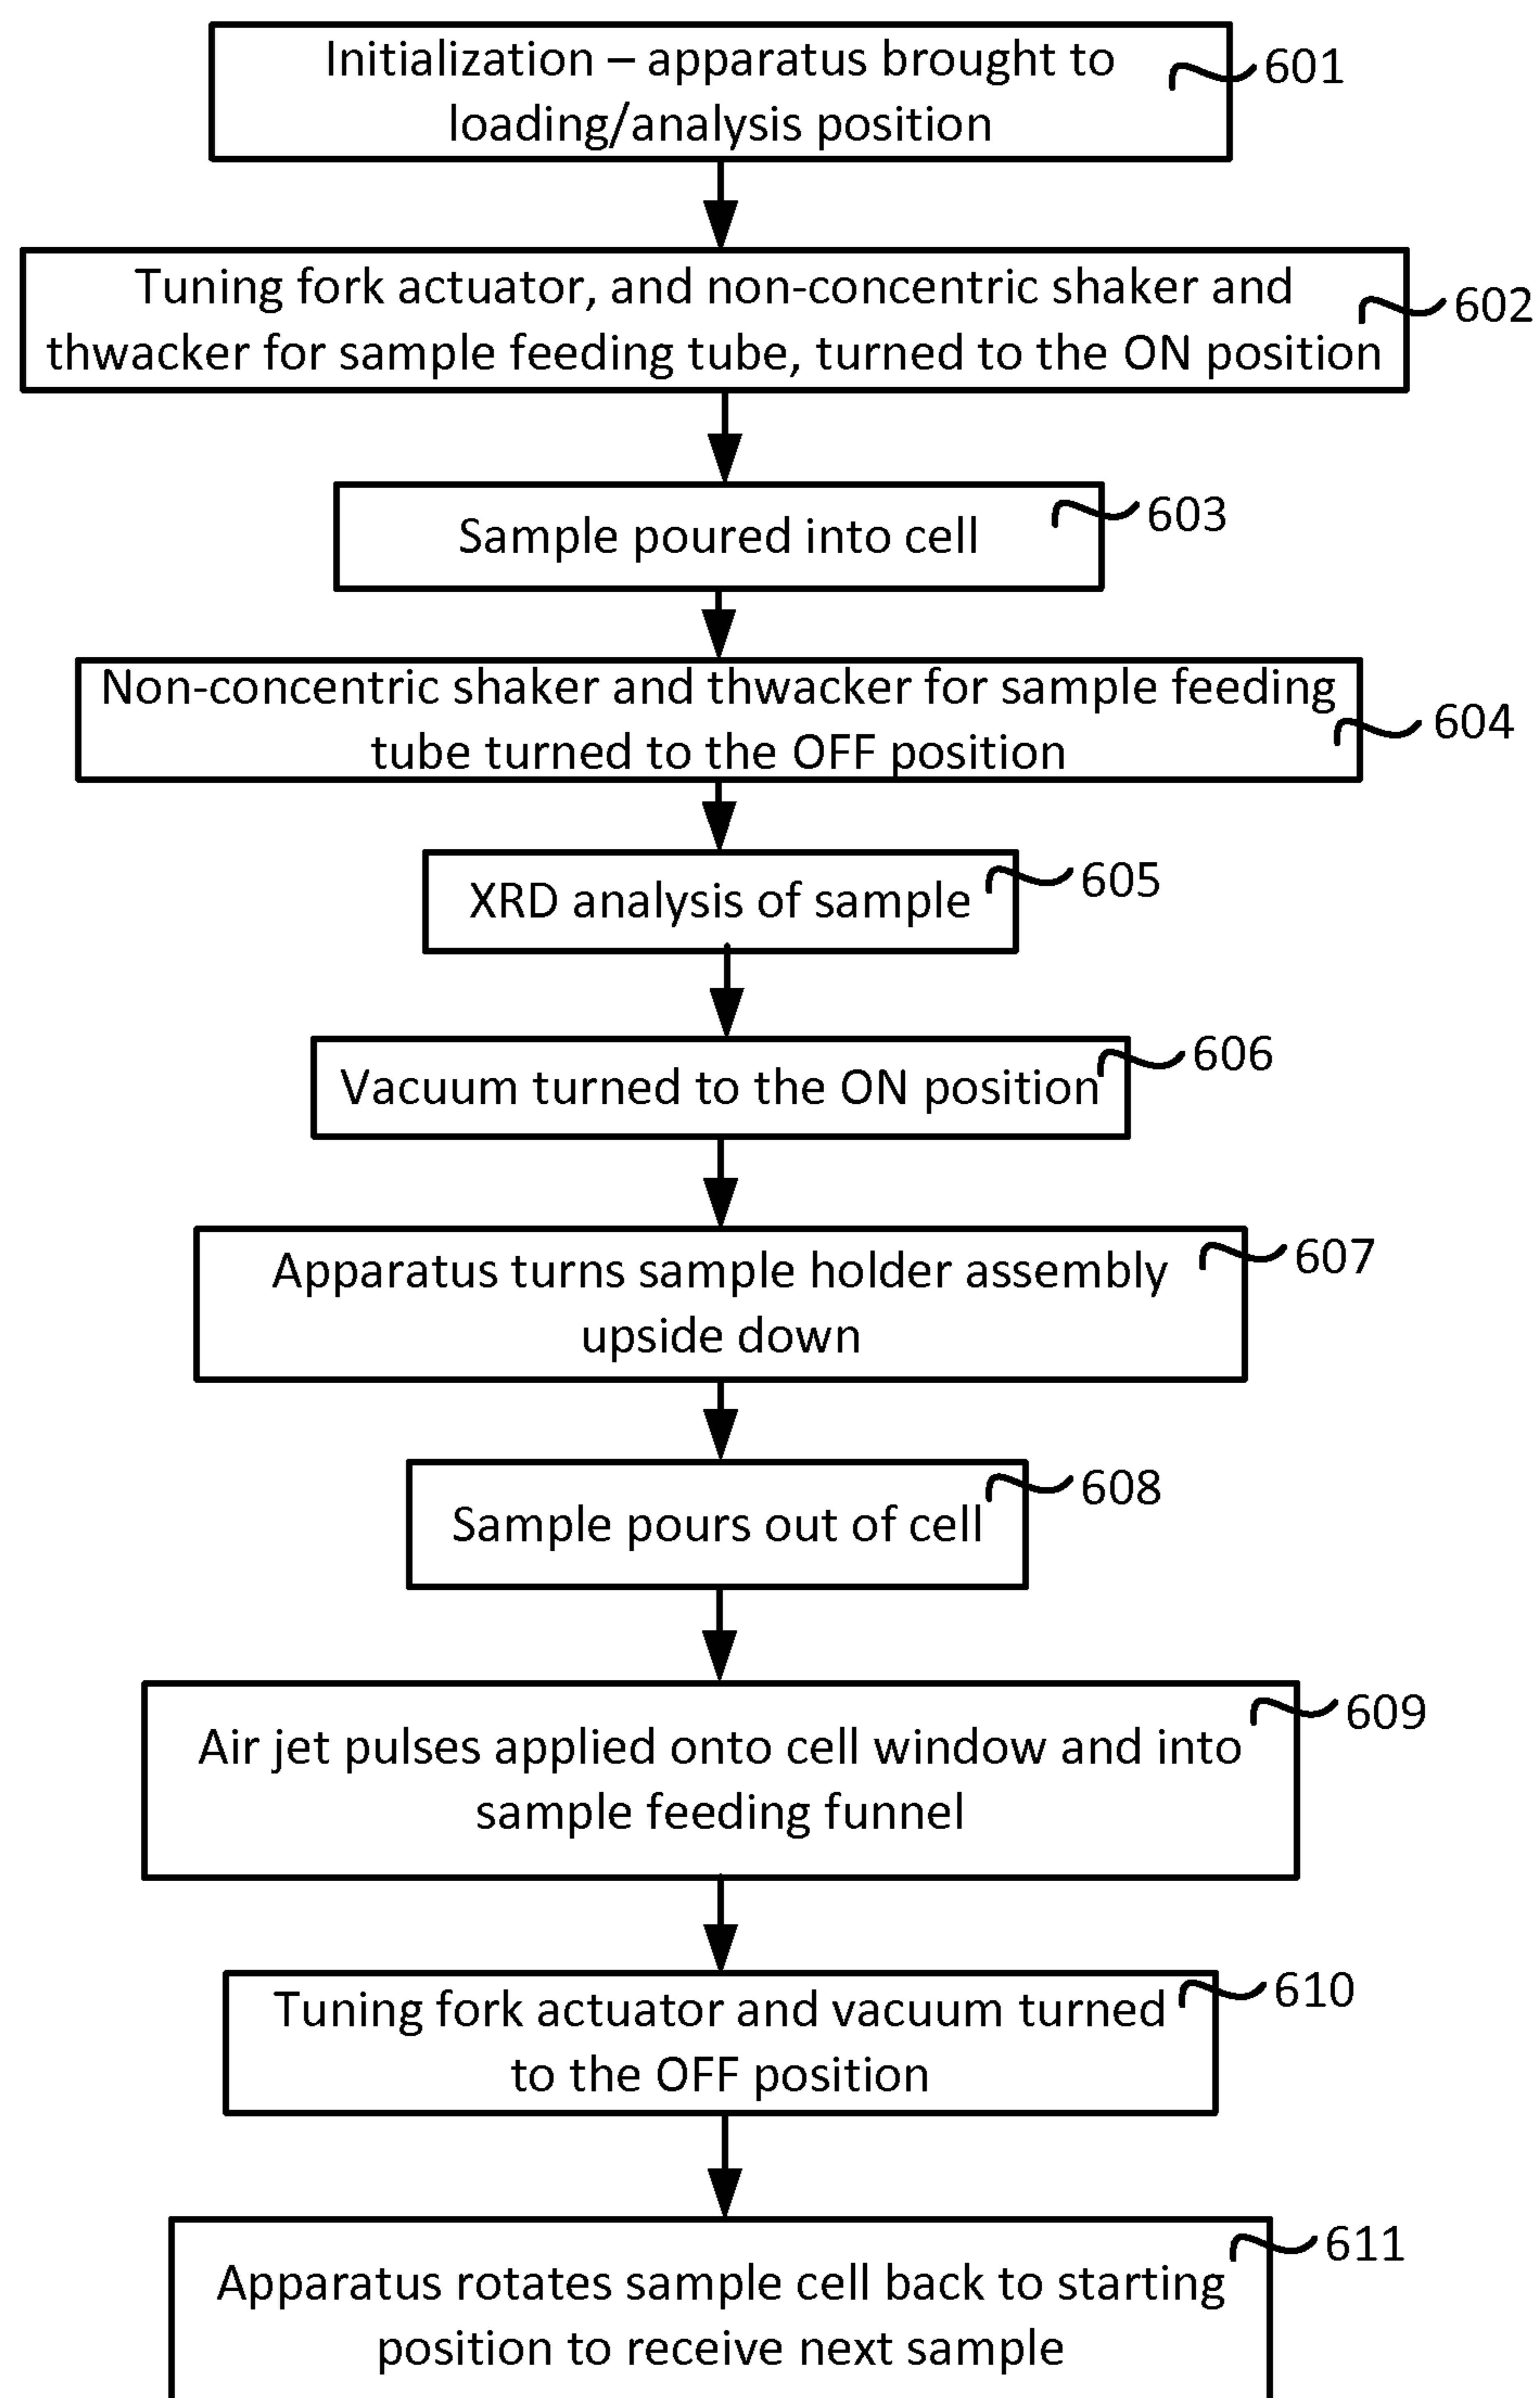 Initialization – apparatus brought to
loading/analysis position
601
Tuning fork actuator, and non-concentric shaker and
thwacker for sample feeding tube, turned to the ON position
602
Sample poured into cell
603
Non-concentric shaker and thwacker for sample feeding
tube turned to the OFF position
604
XRD analysis of sample
605
Vacuum turned to the ON position
606
Apparatus turns sample holder assembly
upside down
607
Sample pours out of cell
608
Air jet pulses applied onto cell window and into
sample feeding funnel
609
Tuning fork actuator and vacuum turned
to the OFF position
610
Apparatus rotates sample cell back to starting
position to receive next sample
611